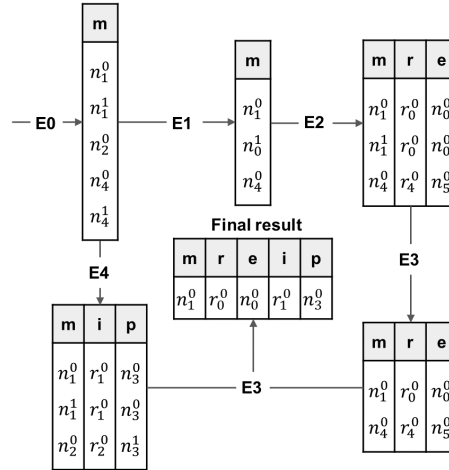 m
n_1^0
n_1^1
n_2^0
n_4^0
n_4^1
E0
E1
m
n_1^0
n_0^1
n_4^0
E2
m r e
n_1^0 r_0^0 n_0^0
n_1^1 r_0^0 n_0^0
n_4^0 r_4^0 n_5^0
E3
E4
Final result
m r e i p
n_1^0 r_0^0 n_0^0 r_1^0 n_3^0
m i p
n_1^0 r_1^0 n_3^0
n_1^1 r_1^0 n_3^0
n_2^0 r_2^0 n_3^1
E3
m r e
n_1^0 r_0^0 n_0^0
n_4^0 r_4^0 n_5^0